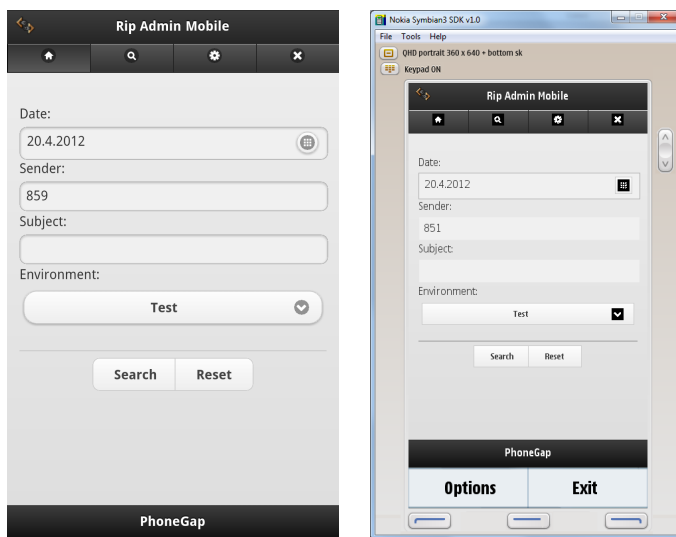 Rip Admin Mobile
Date:
20.4.2012
Sender:
859
Subject:
Environment:
Test
Search Reset
PhoneGap
Nokia Symbian3 SDK v1.0
File Tools Help
QHD portrait 360 x 640 + bottom sk
Keypad ON
Rip Admin Mobile
Date:
20.4.2012
Sender:
851
Subject:
Environment:
Test
Search Reset
PhoneGap
Options Exit